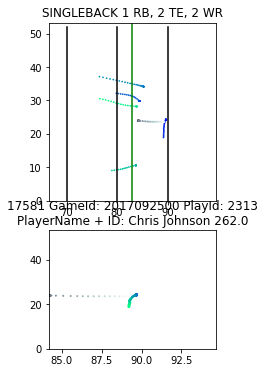 SINGLEBACK 1 RB, 2 TE, 2 WR
50
40
30
20
10
0
70 80 90
17581 GameId: 2017092500 PlayId: 2313
PlayerName + ID: Chris Johnson 262.0
40
20
0
85.0 87.5 90.0 92.5